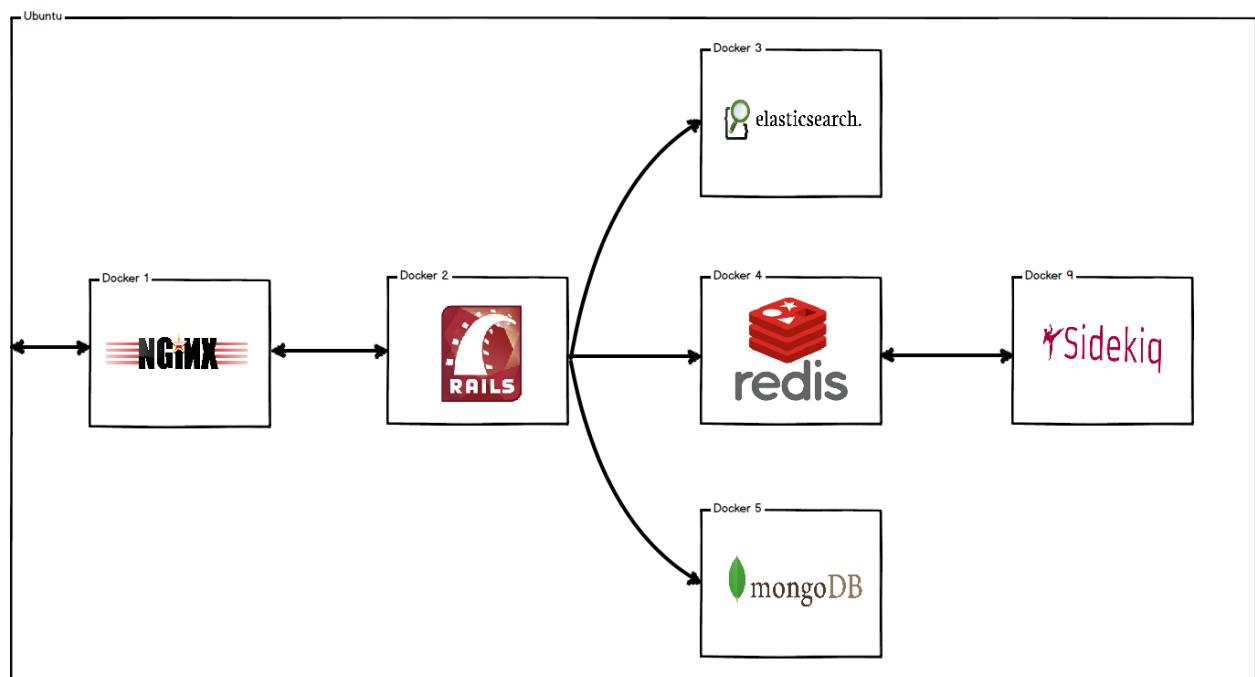 Ubuntu
Docker 3
elasticsearch.
Docker 1
NGiNX
Docker 2
RAILS
Docker 4
redis
Docker 9
Sidekiq
Docker 5
mongoDB